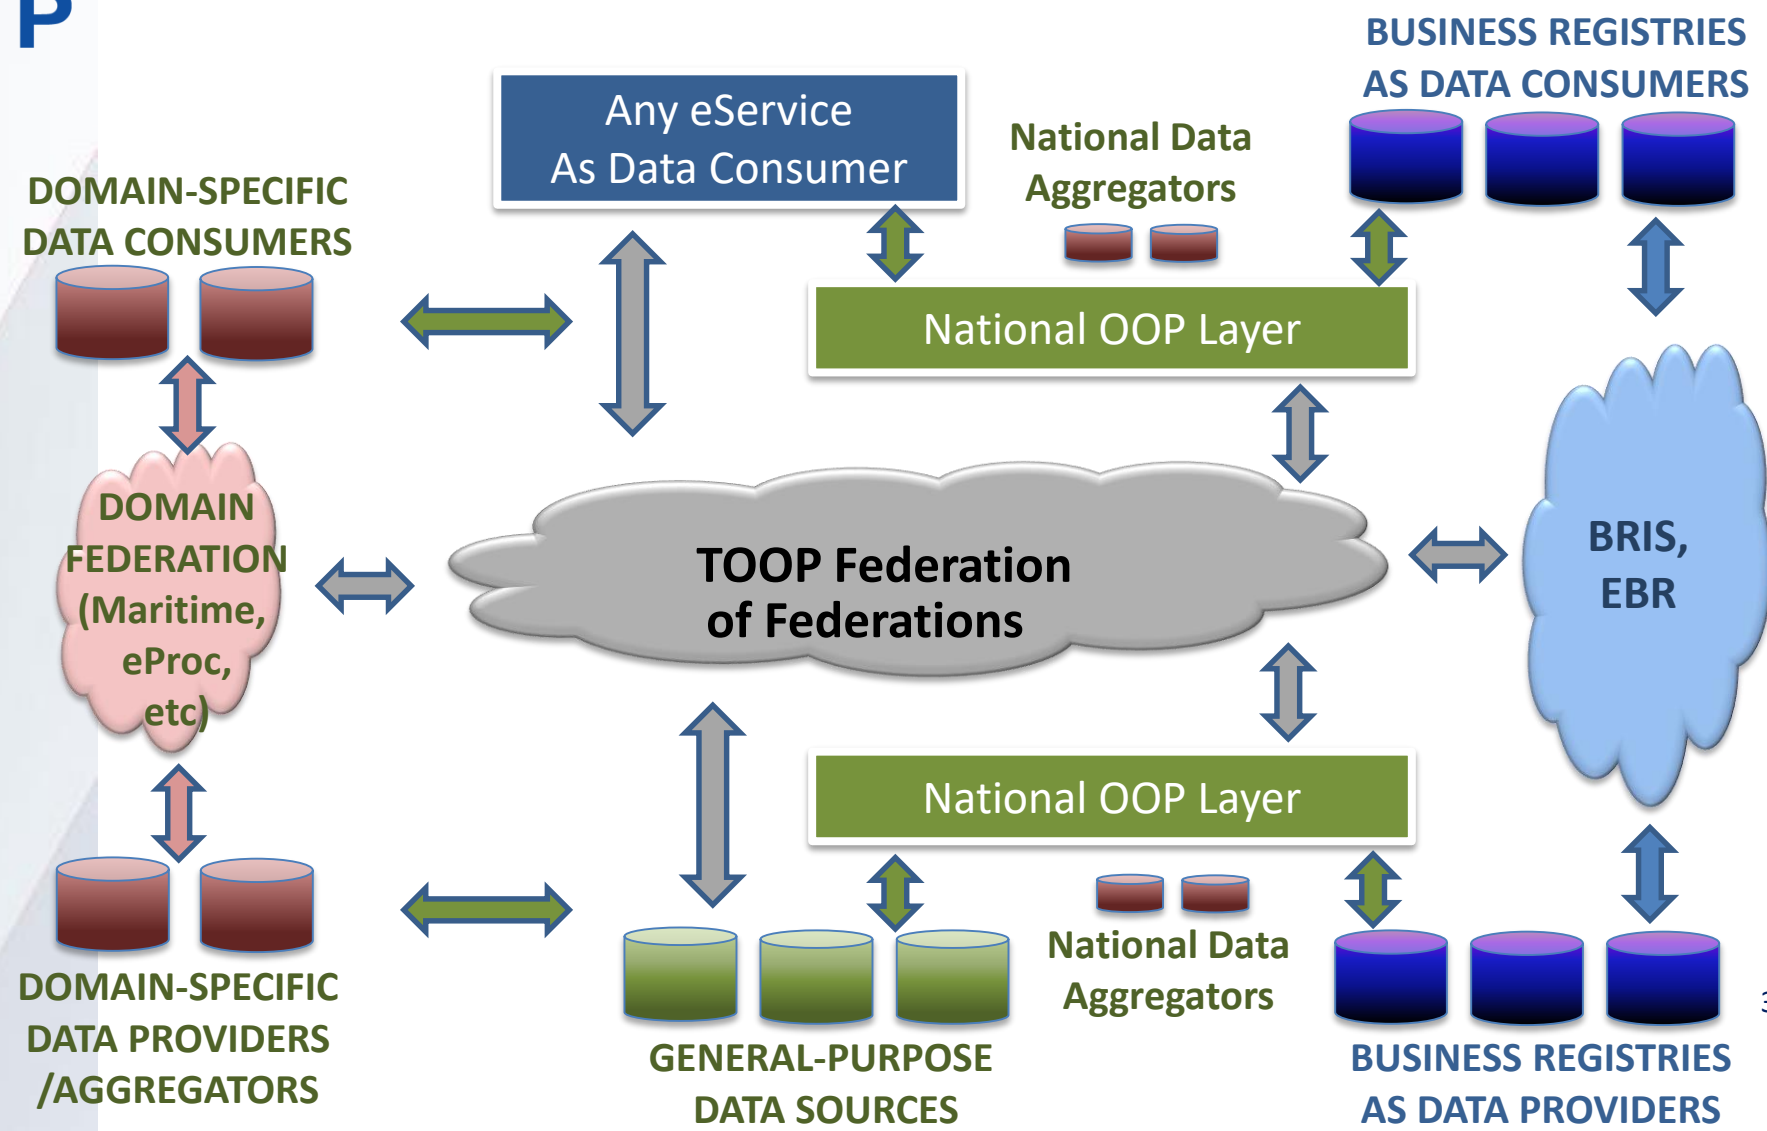 P
BUSINESS REGISTRIES
AS DATA CONSUMERS
Any eService
As Data Consumer
National Data
Aggregators
DOMAIN-SPECIFIC
DATA CONSUMERS
National OOP Layer
DOMAIN
FEDERATION
(Maritime,
eProc,
etc)
TOOP Federation
of Federations
BRIS,
EBR
National OOP Layer
National Data
Aggregators
DOMAIN-SPECIFIC
DATA PROVIDERS
/AGGREGATORS
GENERAL-PURPOSE
DATA SOURCES
BUSINESS REGISTRIES
AS DATA PROVIDERS